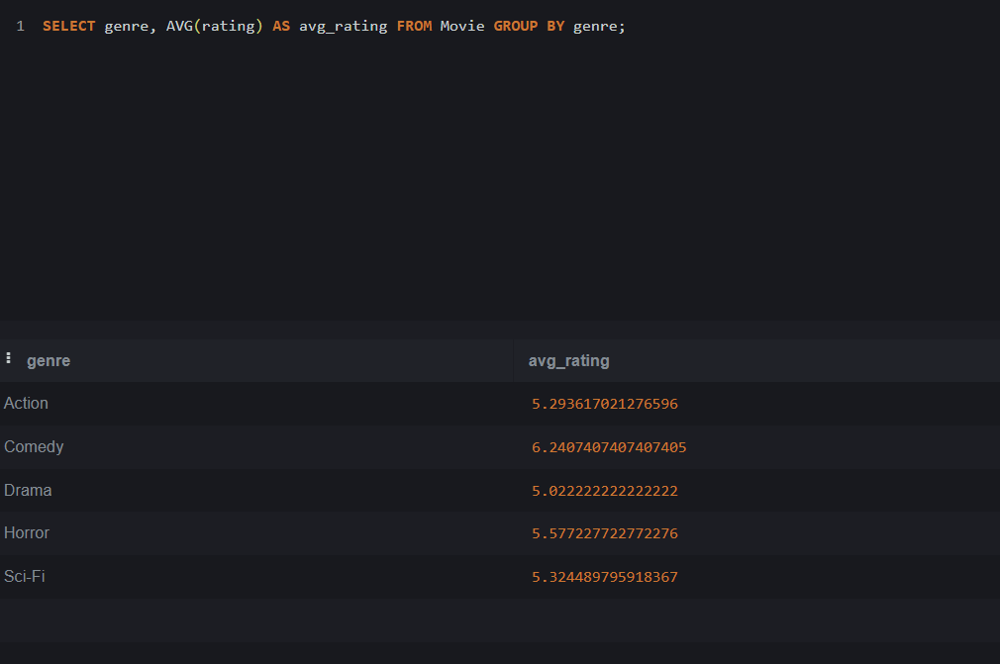 1 SELECT genre, AVG(rating) AS avg_rating FROM Movie GROUP BY genre;
genre avg_rating
Action 5.293617021276596
Comedy 6.2407407407407405
Drama 5.022222222222222
Horror 5.577227722772276
Sci-Fi 5.324489795918367